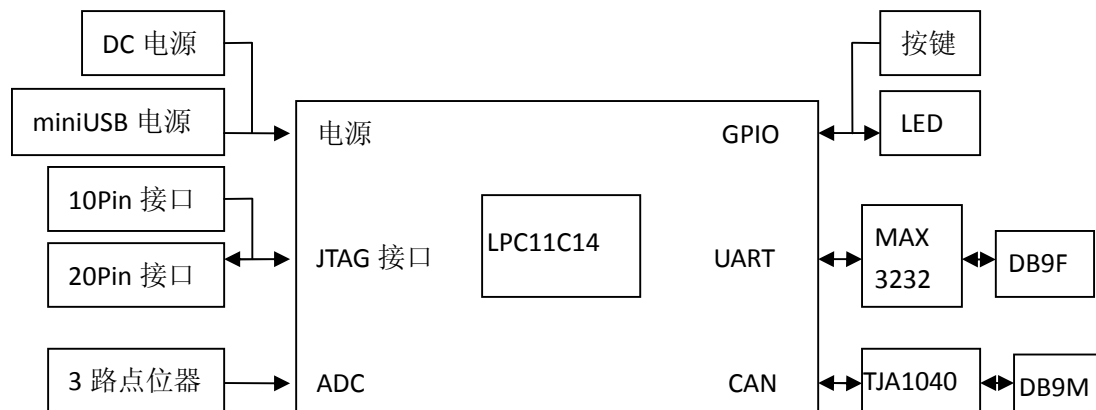 DC 电源
按键
miniUSB 电源
电源
GPIO
LED
10Pin 接口
LPC11C14
MAX
3232
JTAG 接口
UART
DB9F
20Pin 接口
3 路点位器
ADC
CAN
TJA1040
DB9M